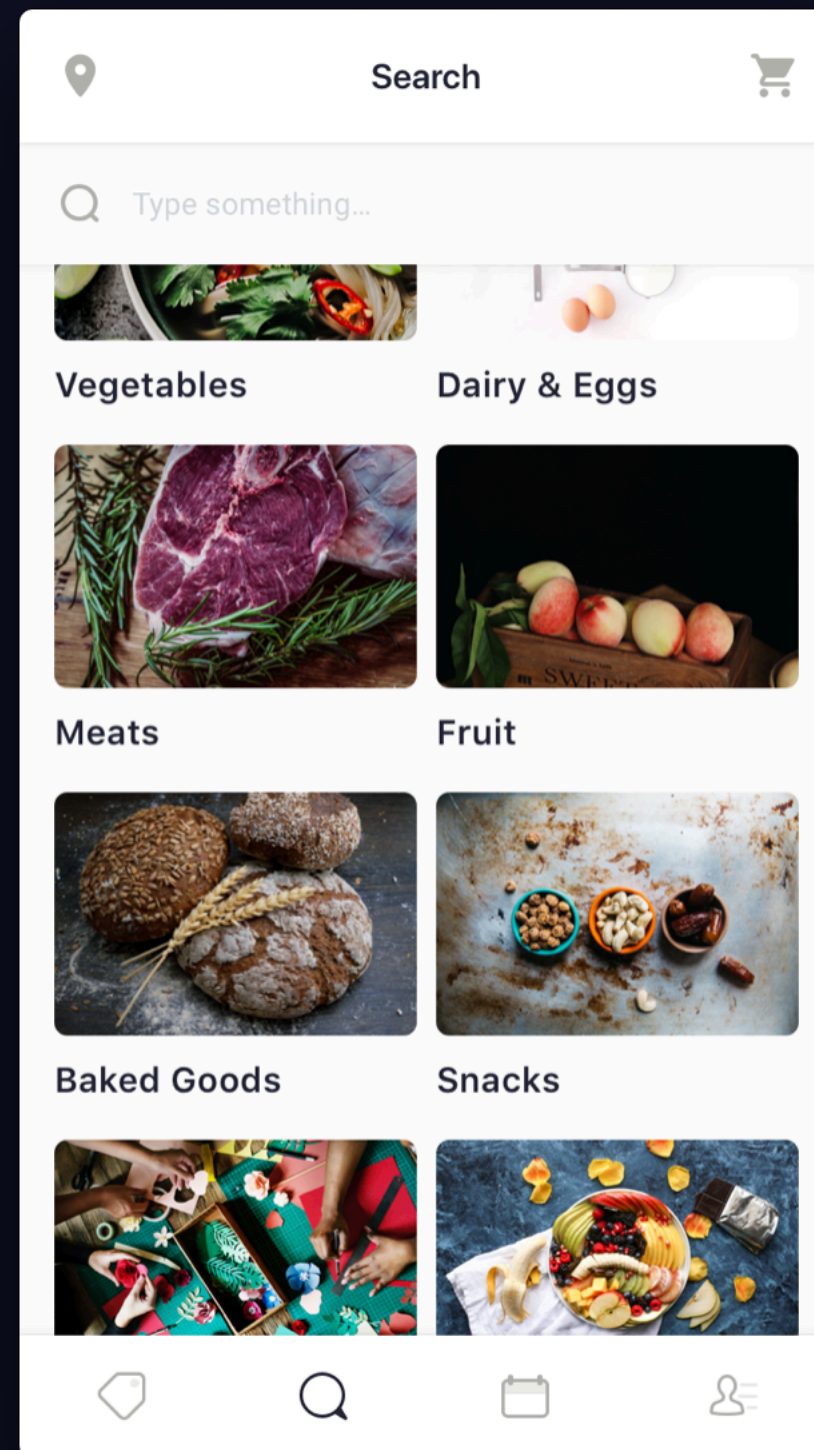 Search
Type something...
Vegetables
Dairy & Eggs
Meats
Fruit
Baked Goods
Snacks